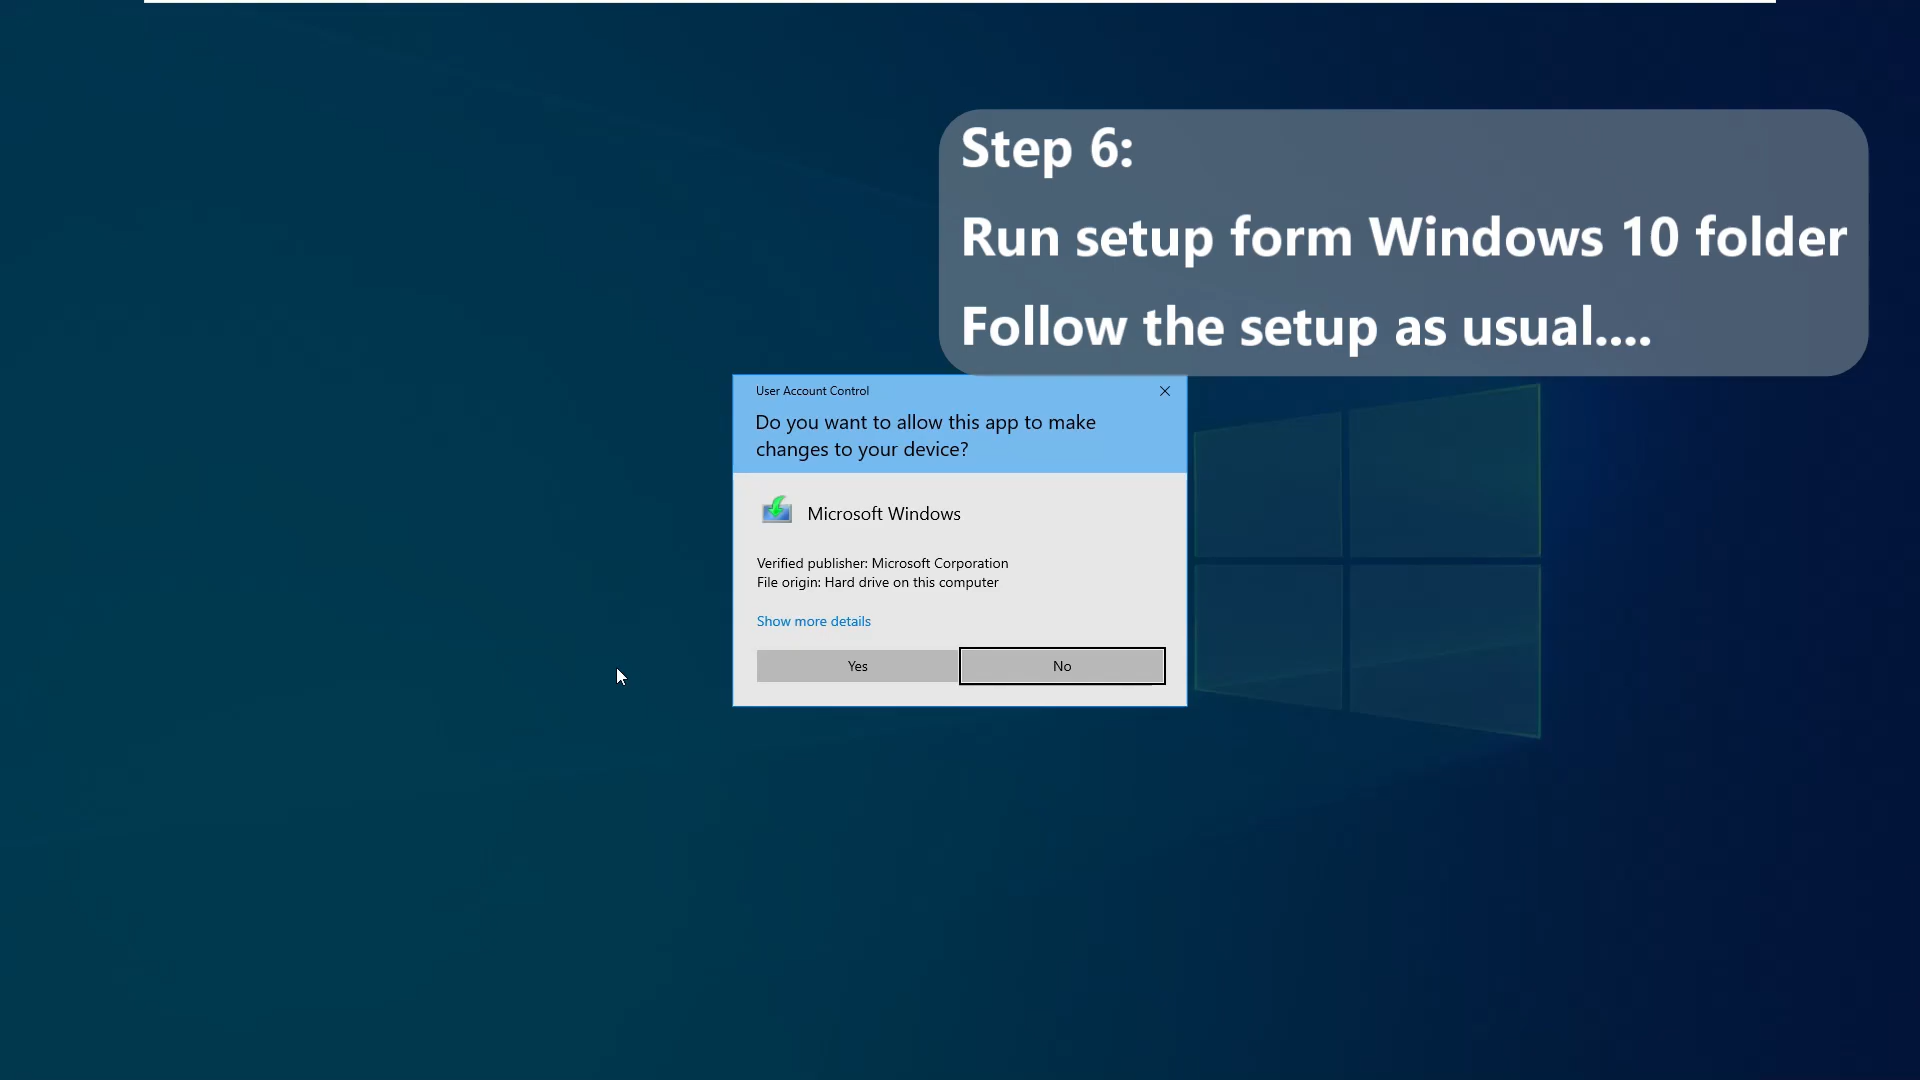 Step 6:
Run setup form Windows 10 folder
Follow the setup as usual....
User Account Control
Do you want to allow this app to make
changes to your device?
Microsoft Windows
Verified publisher: Microsoft Corporation
File origin: Hard drive on this computer
Show more details
Yes
No